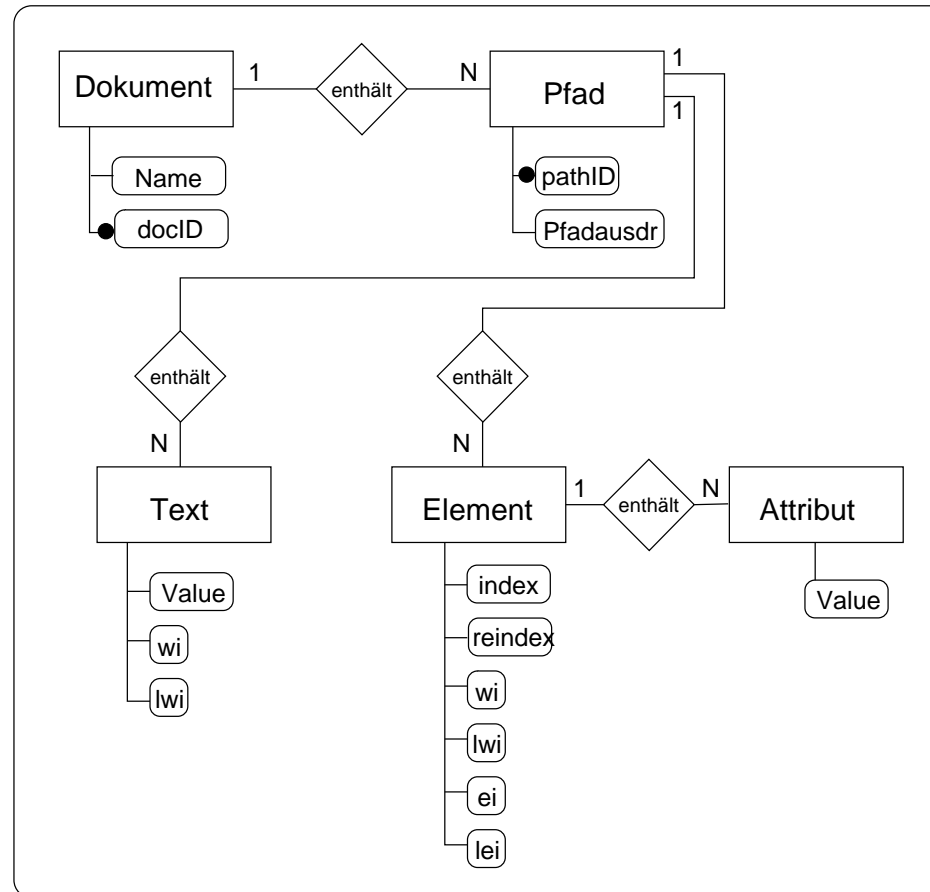 Dokument 1 enthält N Pfad 1
1
Name
docID
pathID
Pfadausdr
enthält
enthält
N
N
Text
Element 1 enthält N Attribut
Value
wi
lwi
index
reindex
wi
lwi
ei
lei
Value